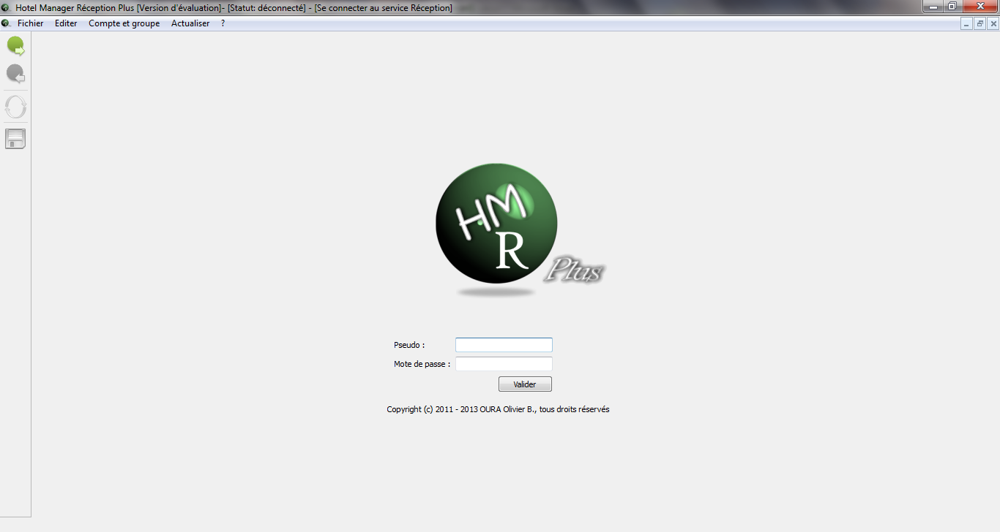 Hotel Manager Réception Plus [Version d'évaluation]- [Statut: déconnecté] - [Se connecter au service Réception]
Fichier Editer Compte et groupe Actualiser ?
HM
R
Plus
Pseudo :
Mote de passe :
Valider
Copyright (c) 2011 - 2013 OURA Olivier B., tous droits réservés